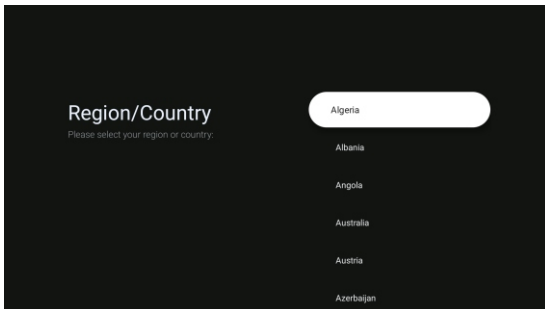 Region/Country
Please select your region or country:
Algeria
Albania
Angola
Australia
Austria
Azerbaijan